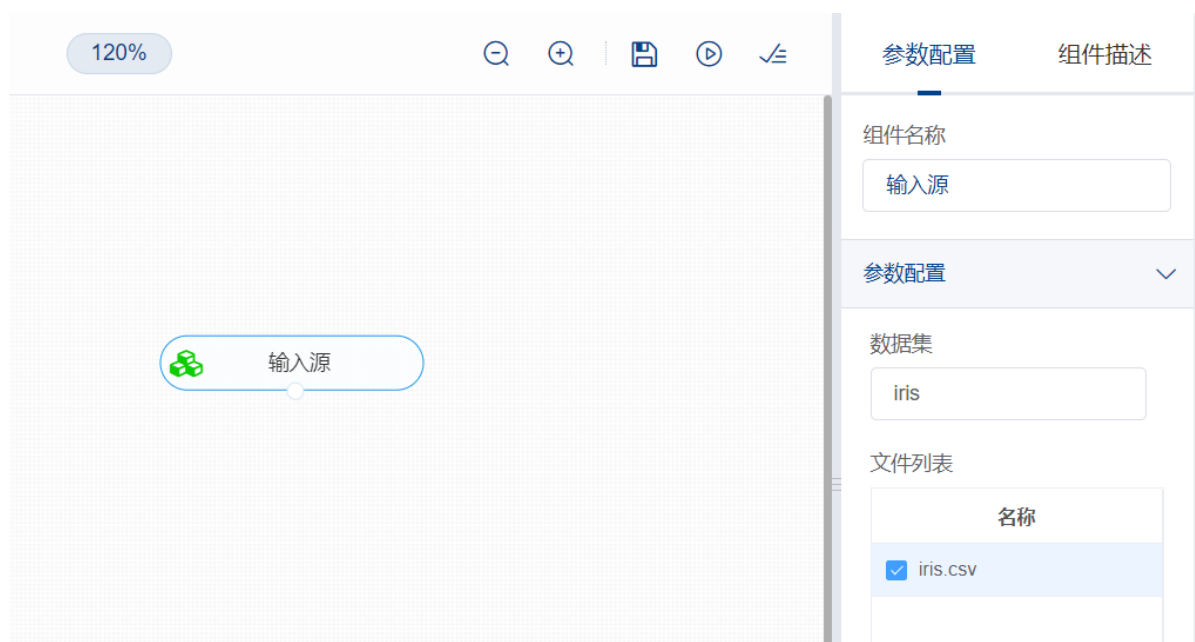 120%
参数配置 组件描述
组件名称
输入源
参数配置
输入源
数据集
iris
文件列表
名称
iris.csv